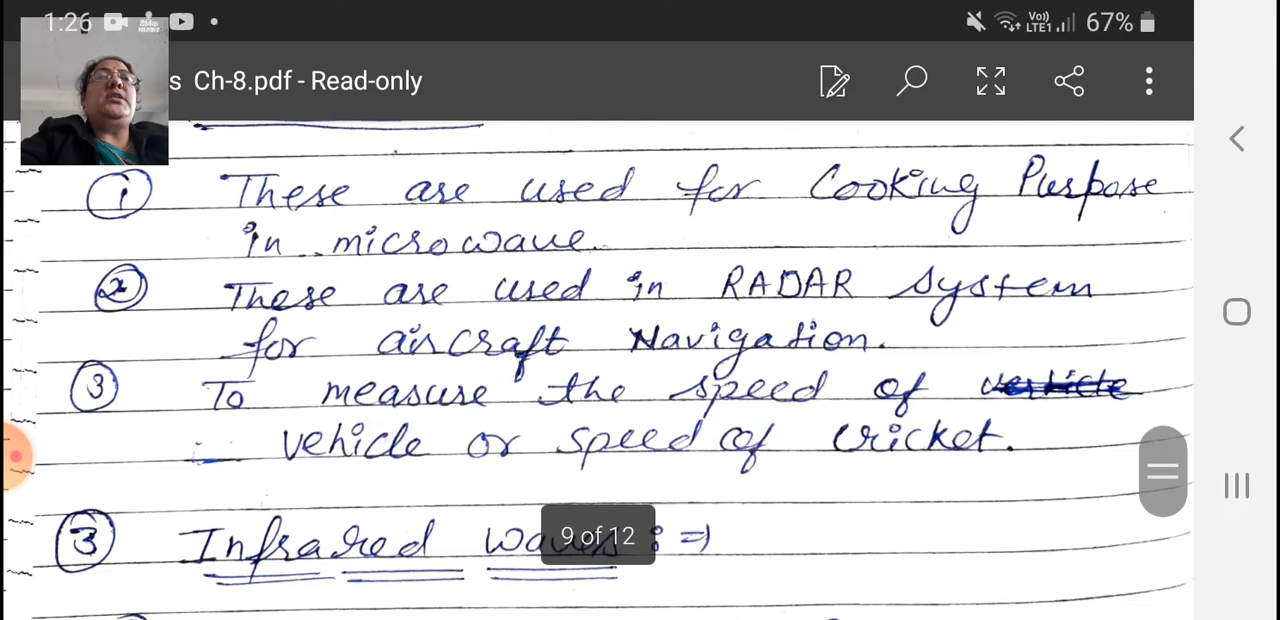 1:26 Vo)) LTE1 67%
s Ch-8.pdf - Read-only
① These are used for Cooking Purpose
in microwave.
② These are used in RADAR System
for aircraft Navigation.
③ To measure the speed of
vehicle or speed of cricket.
③ Infrared waves : ⇒
9 of 12